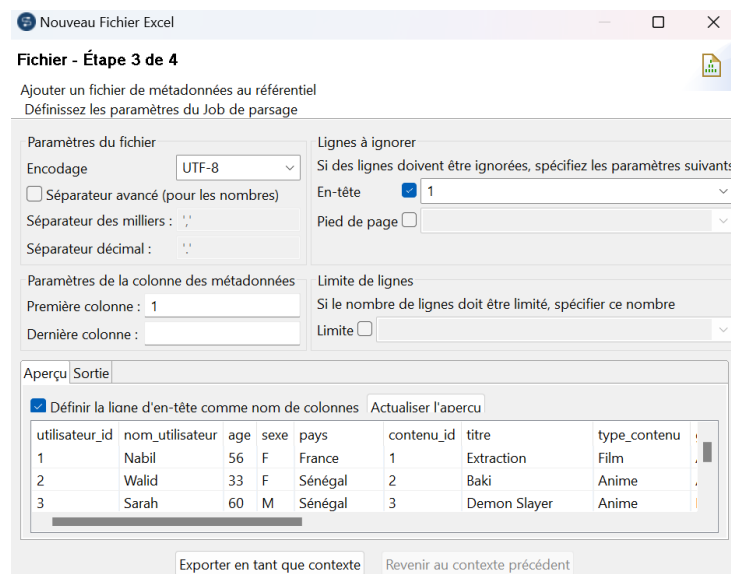 Nouveau Fichier Excel
Fichier - Étape 3 de 4
Ajouter un fichier de métadonnées au référentiel
Définissez les paramètres du Job de parsage
Paramètres du fichier
Encodage UTF-8
Séparateur avancé (pour les nombres)
Séparateur des milliers : ','
Séparateur décimal : '.'
Lignes à ignorer
Si des lignes doivent être ignorées, spécifiez les paramètres suivants
En-tête 1
Pied de page
Paramètres de la colonne des métadonnées
Première colonne : 1
Dernière colonne :
Limite de lignes
Si le nombre de lignes doit être limité, spécifier ce nombre
Limite
Aperçu Sortie
Définir la ligne d'en-tête comme nom de colonnes Actualiser l'aperçu
utilisateur_id nom_utilisateur age sexe pays contenu_id titre type_contenu
1 Nabil 56 F France 1 Extraction Film
2 Walid 33 F Sénégal 2 Baki Anime
3 Sarah 60 M Sénégal 3 Demon Slayer Anime
Exporter en tant que contexte Revenir au contexte précédent